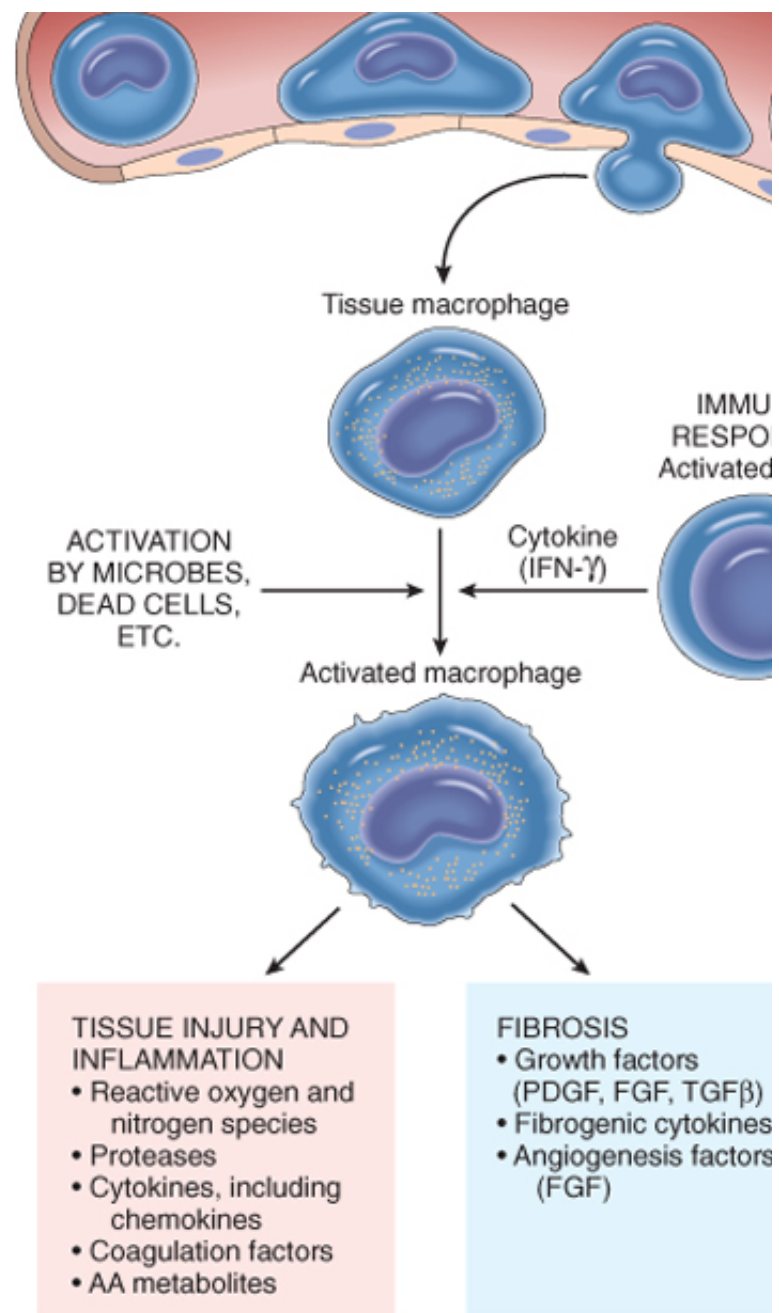 Tissue macrophage
IMMU
RESPO
Activated
ACTIVATION
BY MICROBES,
DEAD CELLS,
ETC.
Cytokine
(IFN-γ)
Activated macrophage
TISSUE INJURY AND
INFLAMMATION
• Reactive oxygen and
nitrogen species
• Proteases
• Cytokines, including
chemokines
• Coagulation factors
• AA metabolites
FIBROSIS
• Growth factors
(PDGF, FGF, TGFβ)
• Fibrogenic cytokines
• Angiogenesis factors
(FGF)